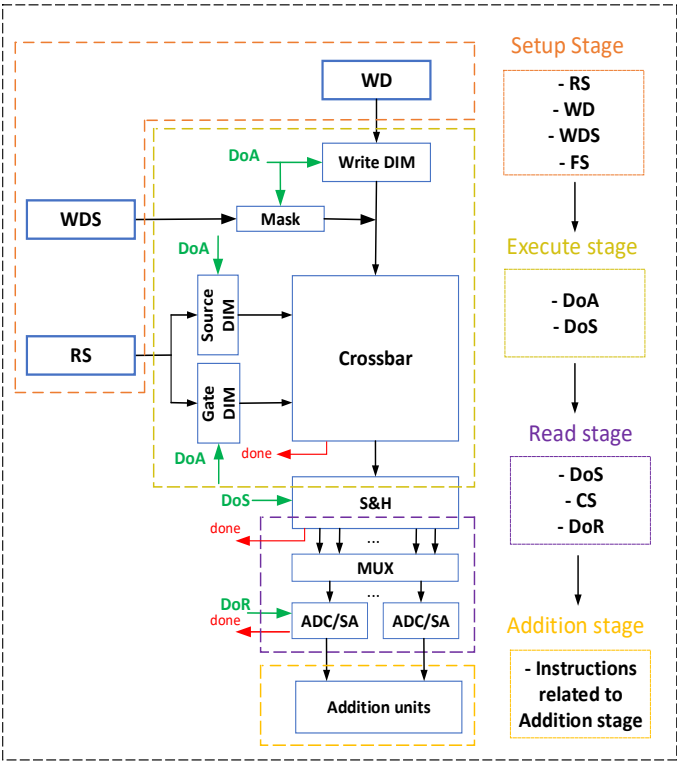 Setup Stage
- RS
- WD
- WDS
- FS
WD
DoA
Write DIM
WDS
Mask
DoA
Execute stage
- DoA
- DoS
Source
DIM
RS
Crossbar
Gate
DIM
DoA
done
Read stage
- DoS
- CS
- DoR
DoS
S&H
done
...
MUX
...
DoR
done
ADC/SA
ADC/SA
Addition stage
- Instructions
related to
Addition stage
Addition units